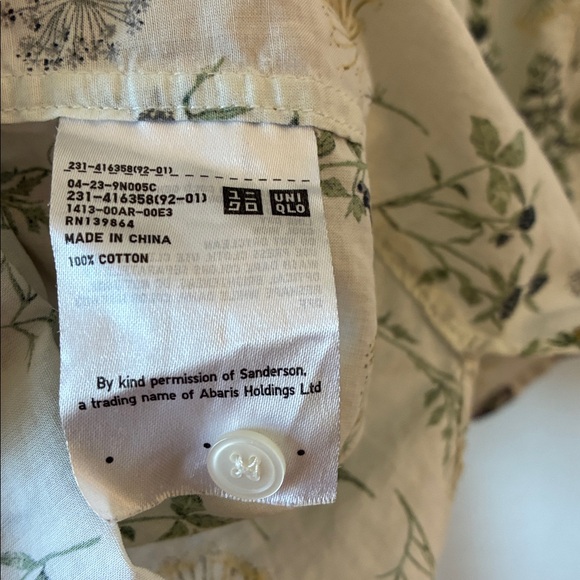 231-416358(92-01)
04-23-9N005C
231-416358(92-01)
1413-00AR-00E3
RN139864
MADE IN CHINA
100% COTTON
ユニクロ
UNI
QLO
By kind permission of Sanderson,
a trading name of Abaris Holdings Ltd